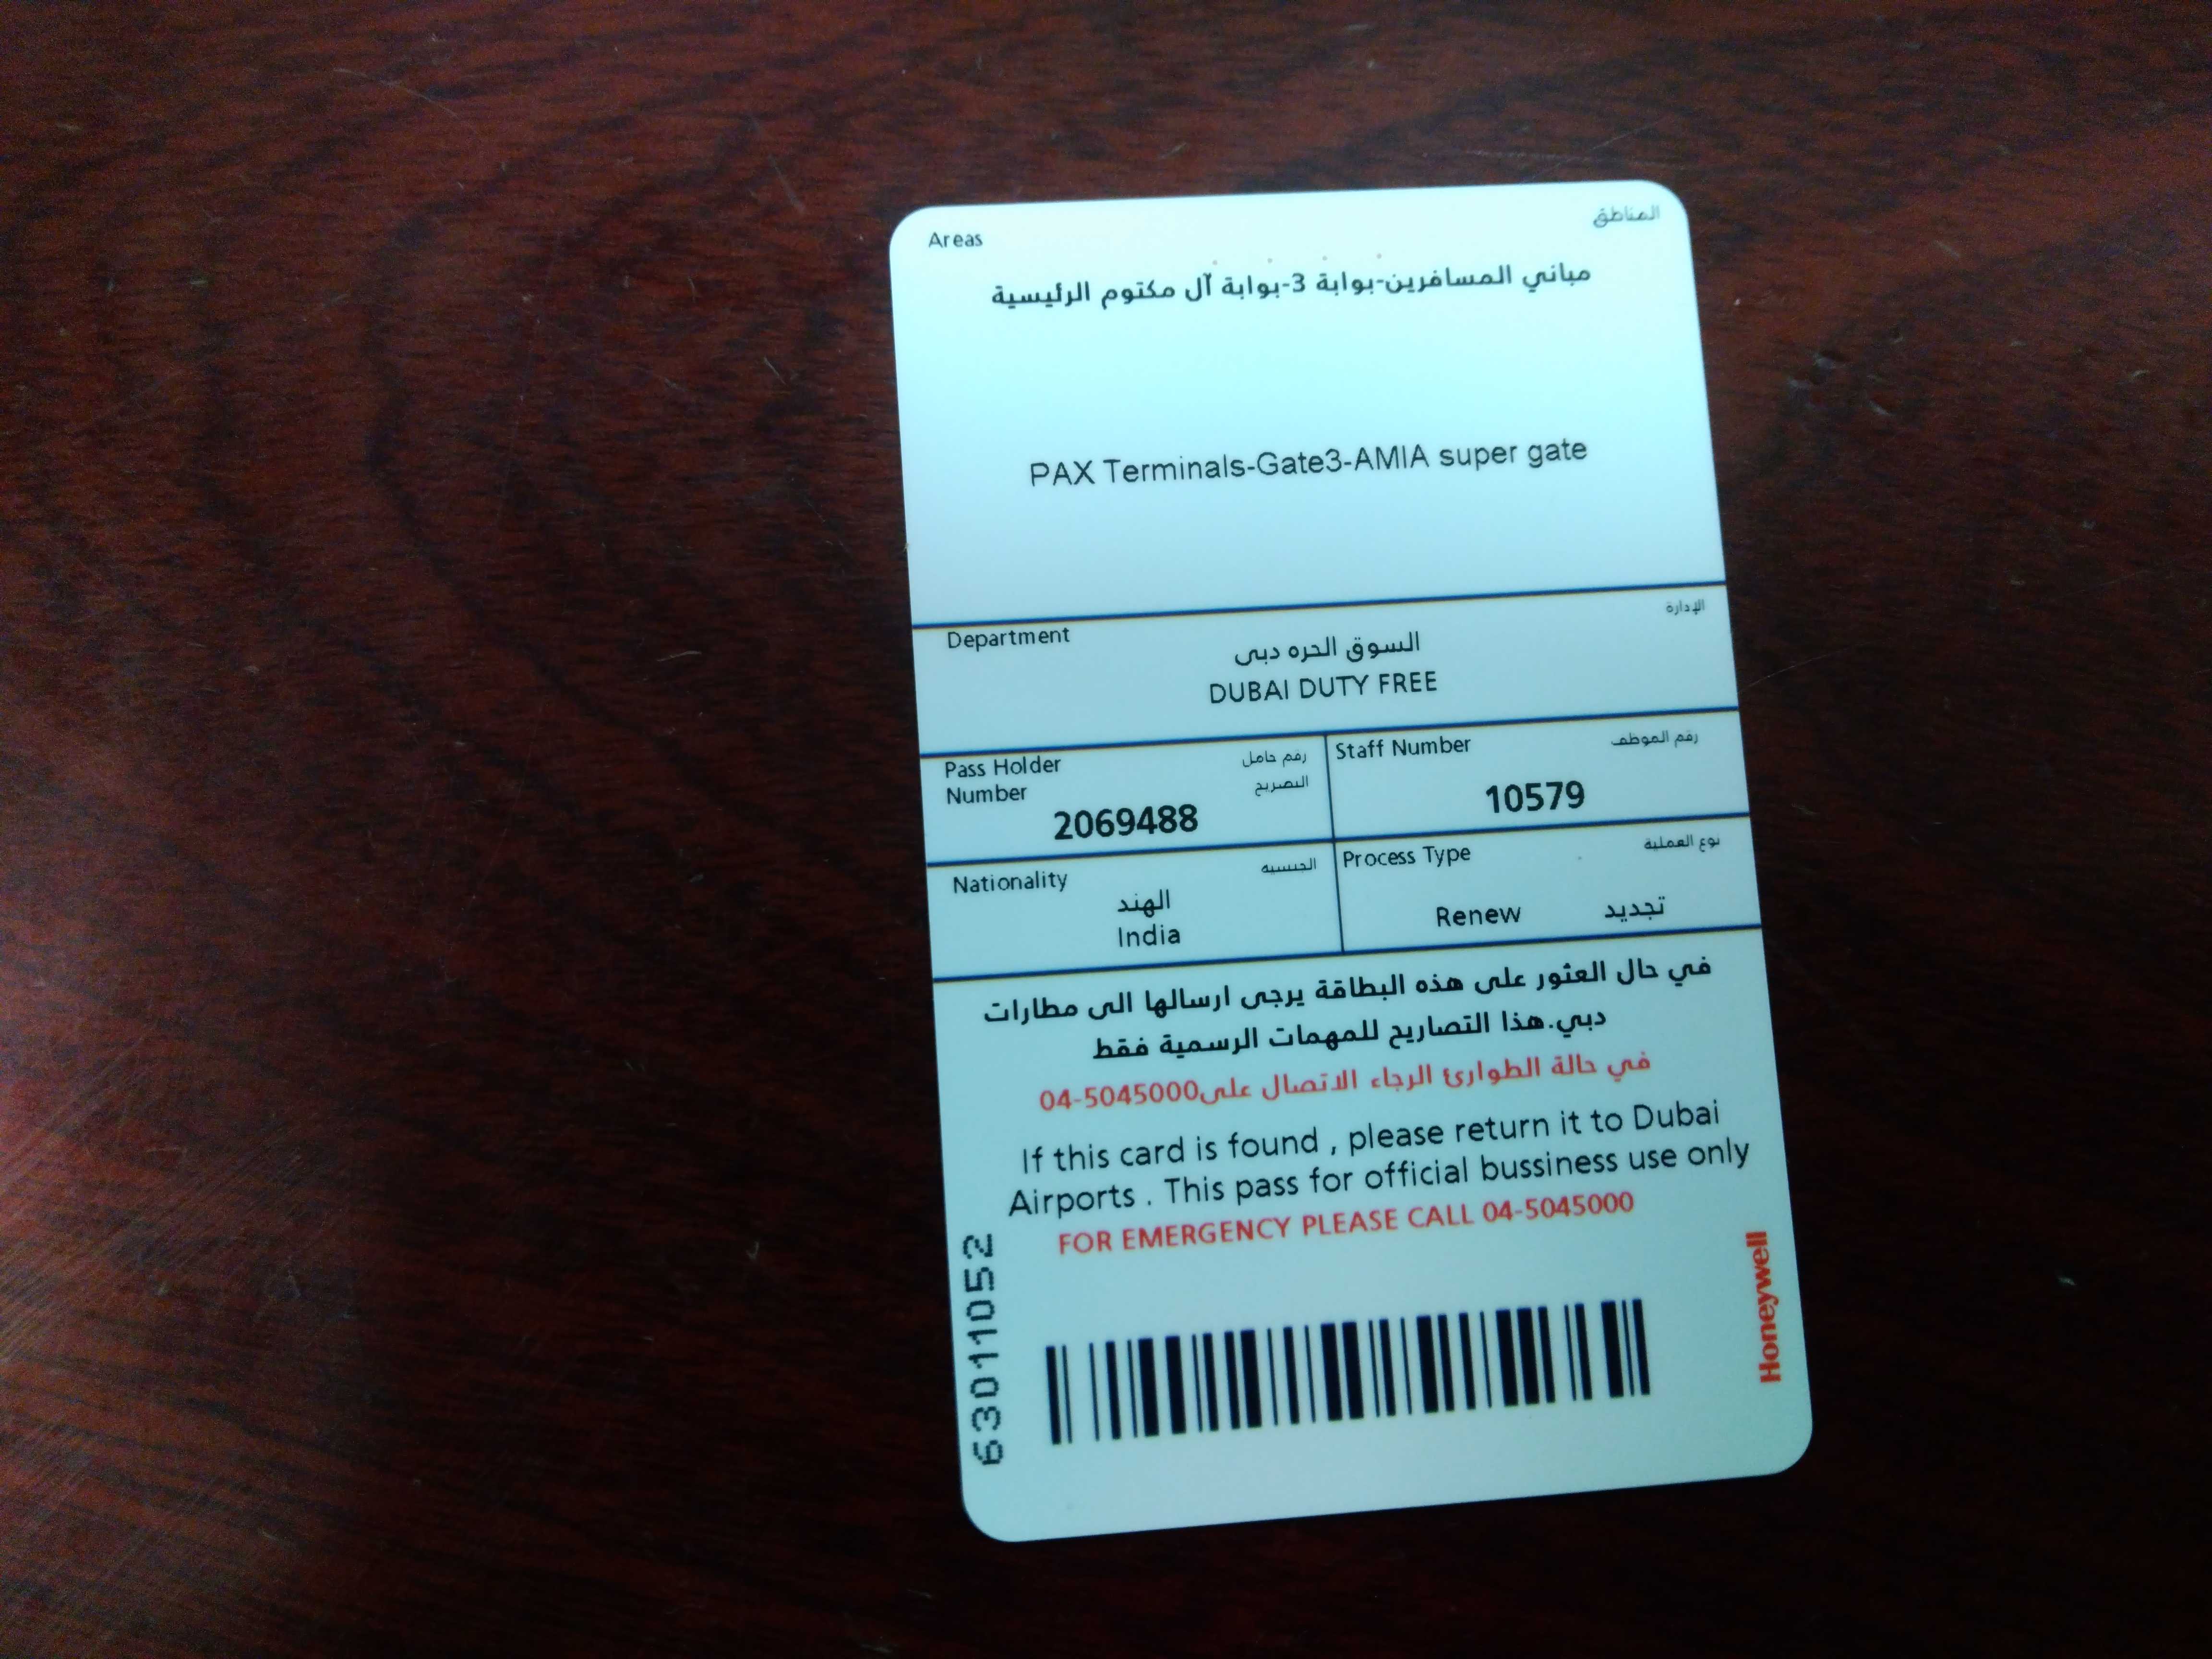 Areas المناطق
مباني المسافرين-بوابة 3-بوابة آل مكتوم الرئيسية
PAX Terminals-Gate3-AMIA super gate
Department الإدارة
السوق الحره دبى
DUBAI DUTY FREE
Pass Holder رقم حامل
Number التصريح
2069488
Staff Number رقم الموظف
10579
Nationality الجنسيه
الهند
India
Process Type نوع العملية
Renew تجديد
في حال العثور على هذه البطاقة يرجى ارسالها الى مطارات
دبي.هذا التصاريح للمهمات الرسمية فقط
في حالة الطوارئ الرجاء الاتصال على04-5045000
If this card is found , please return it to Dubai
Airports . This pass for official bussiness use only
FOR EMERGENCY PLEASE CALL 04-5045000
63011052
Honeywell